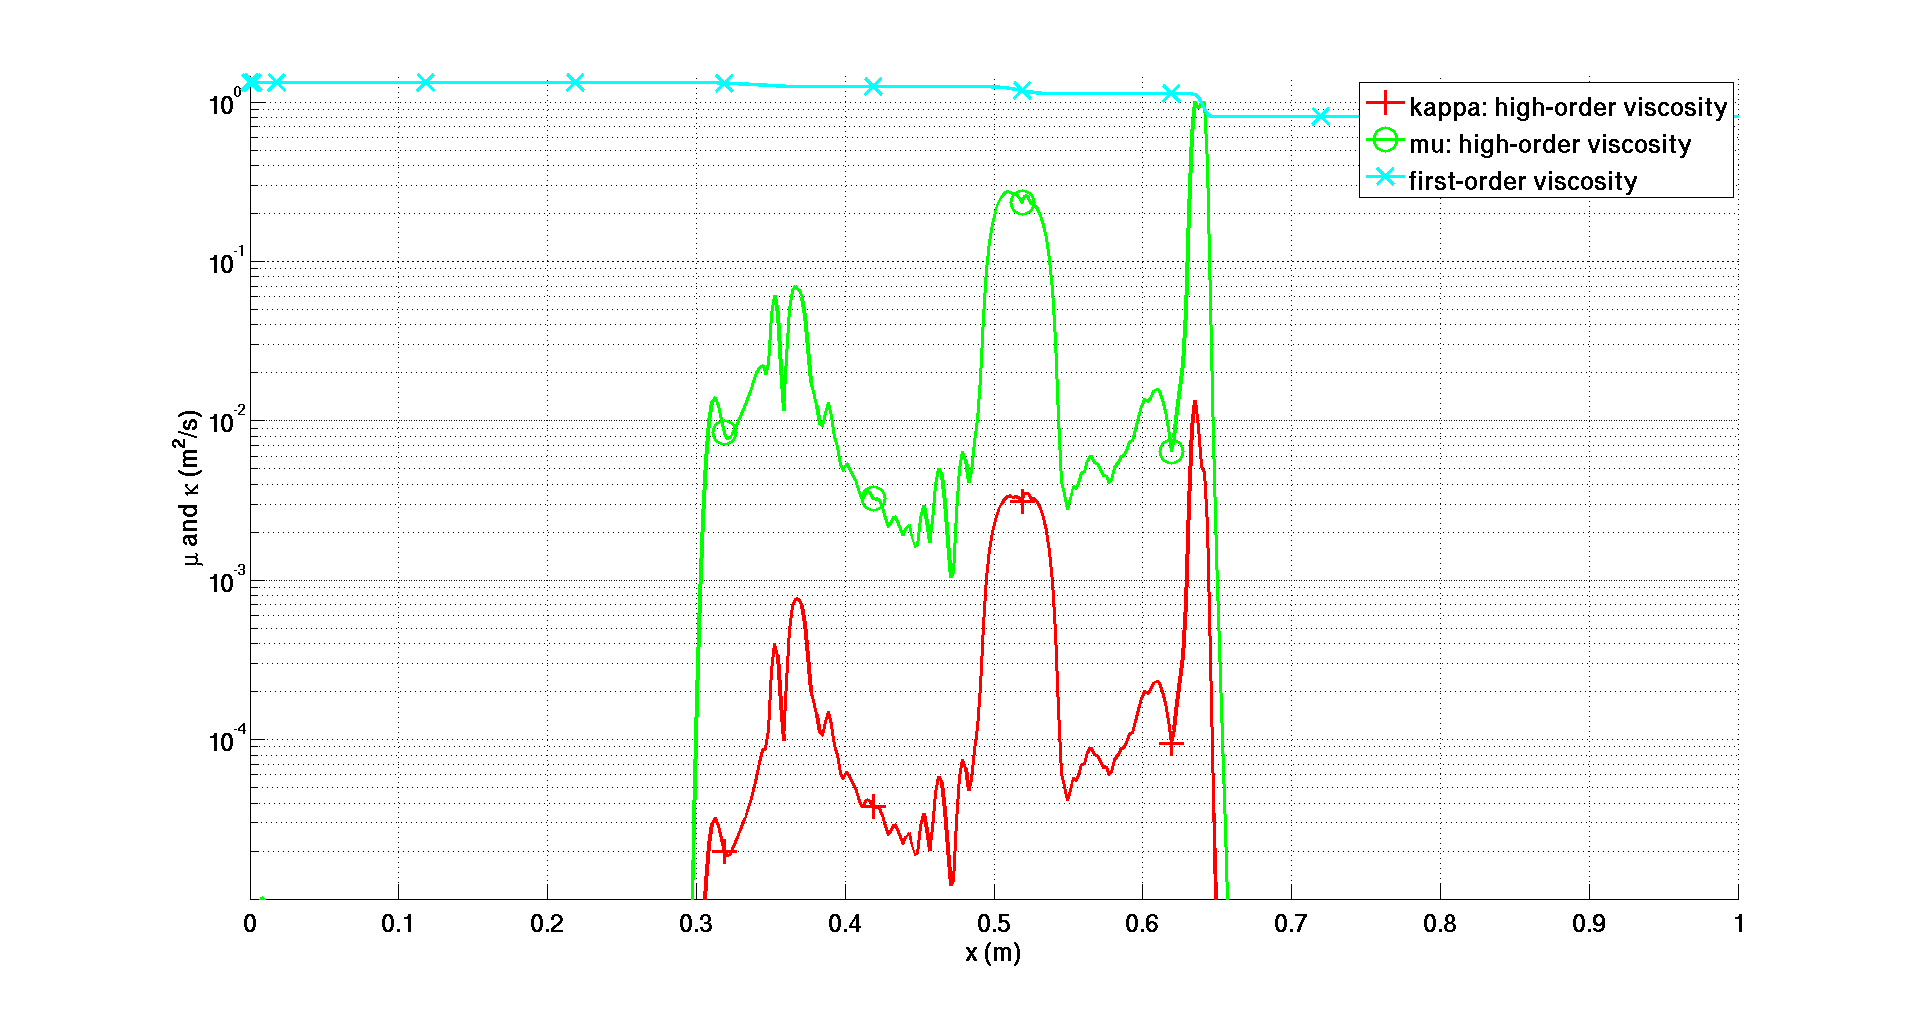 10^0
10^-1
10^-2
10^-3
10^-4
μ and κ (m^2/s)
kappa: high-order viscosity
mu: high-order viscosity
first-order viscosity
0 0.1 0.2 0.3 0.4 0.5 0.6 0.7 0.8 0.9 1
x (m)